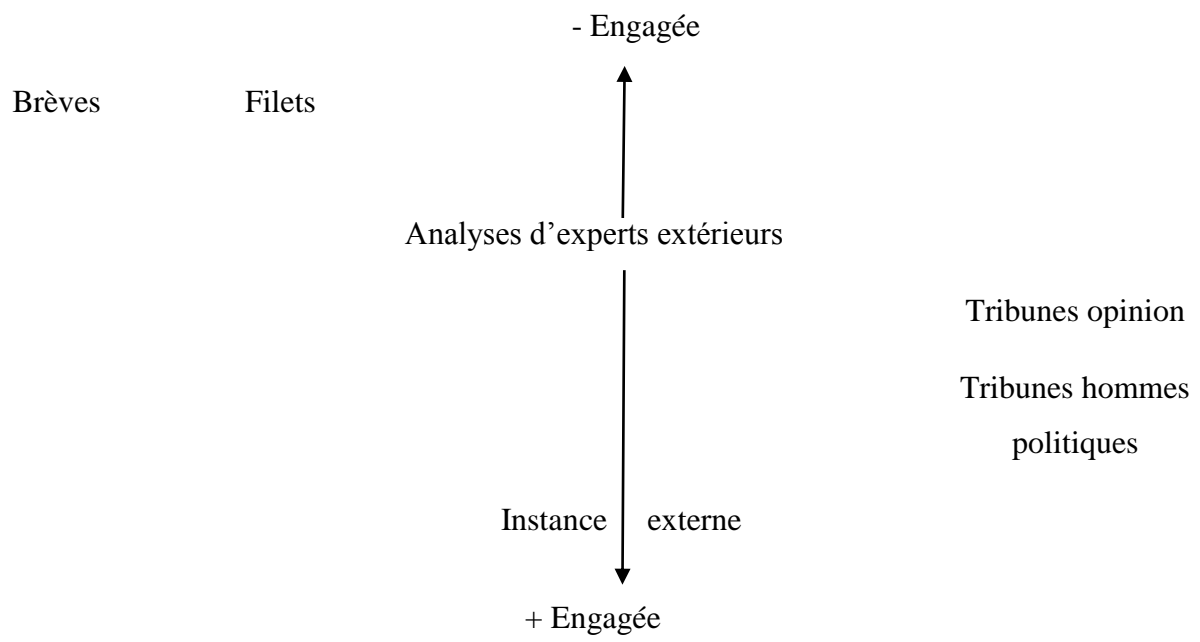 - Engagée
Brèves Filets
Analyses d’experts extérieurs
Tribunes opinion
Tribunes hommes
politiques
Instance externe
+ Engagée